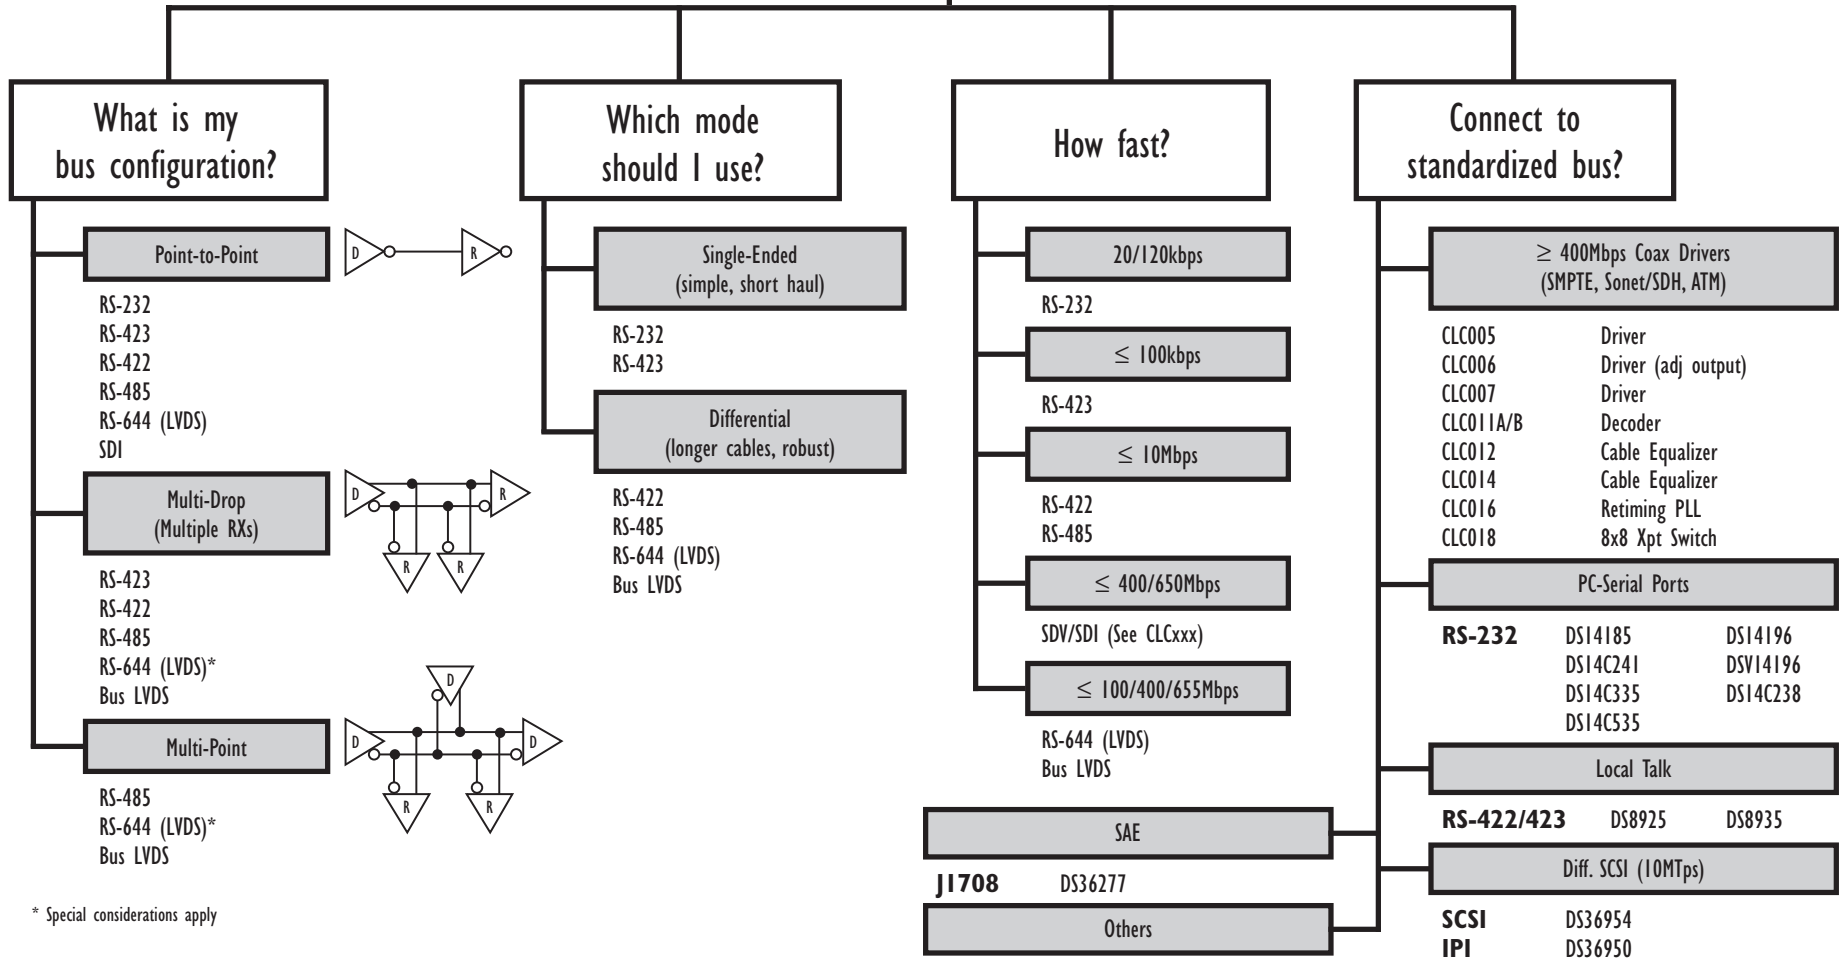 What is my
bus configuration?
Point-to-Point
D
R
RS-232
RS-423
RS-422
RS-485
RS-644 (LVDS)
SDI
Multi-Drop
(Multiple RXs)
D
R
R
R
RS-423
RS-422
RS-485
RS-644 (LVDS)*
Bus LVDS
Multi-Point
D
D
D
R
R
RS-485
RS-644 (LVDS)*
Bus LVDS
* Special considerations apply
Which mode
should I use?
Single-Ended
(simple, short haul)
RS-232
RS-423
Differential
(longer cables, robust)
RS-422
RS-485
RS-644 (LVDS)
Bus LVDS
How fast?
20/120kbps
RS-232
≤ 100kbps
RS-423
≤ 10Mbps
RS-422
RS-485
≤ 400/650Mbps
SDV/SDI (See CLCxxx)
≤ 100/400/655Mbps
RS-644 (LVDS)
Bus LVDS
Connect to
standardized bus?
≥ 400Mbps Coax Drivers
(SMPTE, Sonet/SDH, ATM)
CLC005 Driver
CLC006 Driver (adj output)
CLC007 Driver
CLC011A/B Decoder
CLC012 Cable Equalizer
CLC014 Cable Equalizer
CLC016 Retiming PLL
CLC018 8x8 Xpt Switch
PC-Serial Ports
RS-232 DS14185 DS14196
DS14C241 DSV14196
DS14C335 DS14C238
DS14C535
Local Talk
RS-422/423 DS8925 DS8935
Diff. SCSI (10MTps)
SCSI DS36954
IPI DS36950
SAE
J1708 DS36277
Others